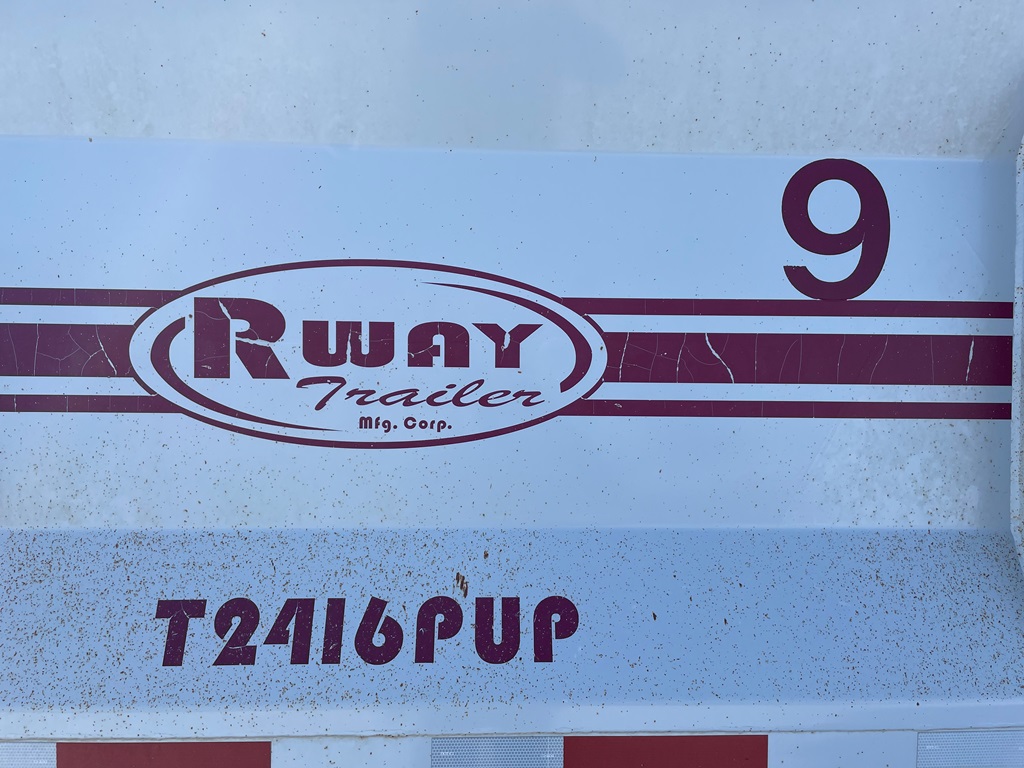 9
RWAY
Trailer
Mfg. Corp.
T2416PUP